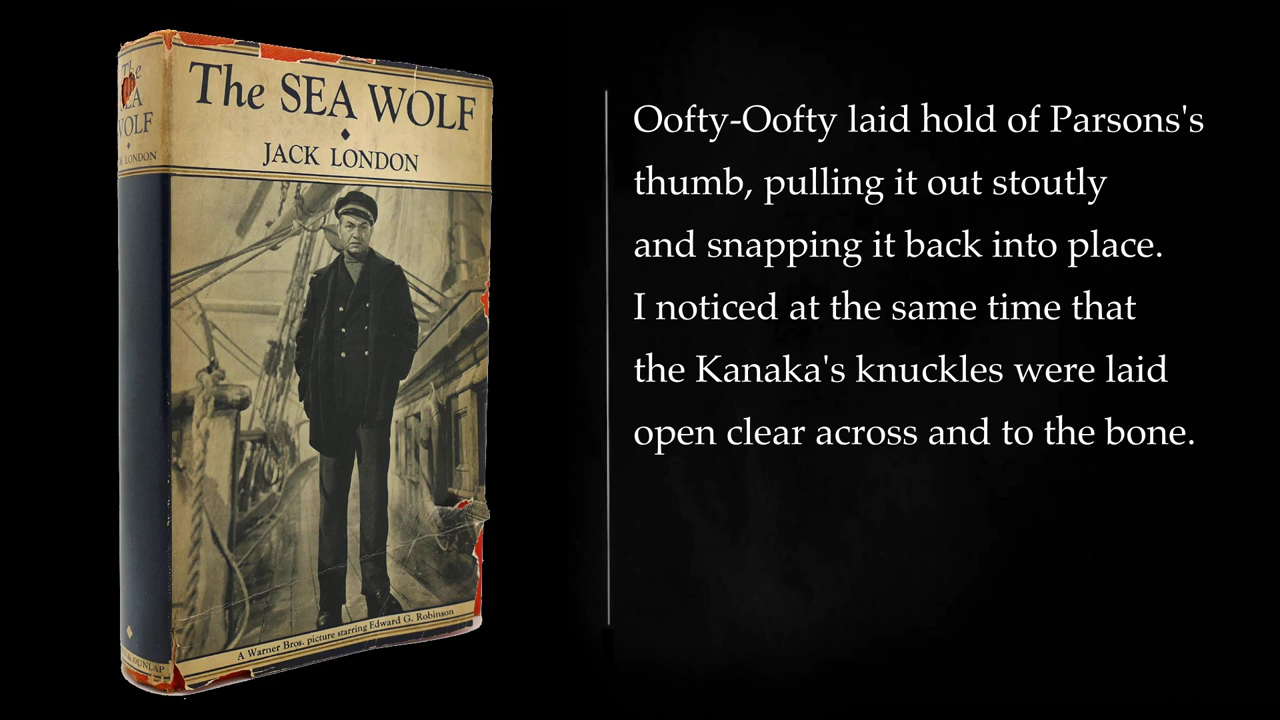 The
SEA
WOLF
LONDON
The SEA WOLF
JACK LONDON
A Warner Bros. picture starring Edward G. Robinson
DUNLAP
Oofty-Oofty laid hold of Parsons's
thumb, pulling it out stoutly
and snapping it back into place.
I noticed at the same time that
the Kanaka's knuckles were laid
open clear across and to the bone.